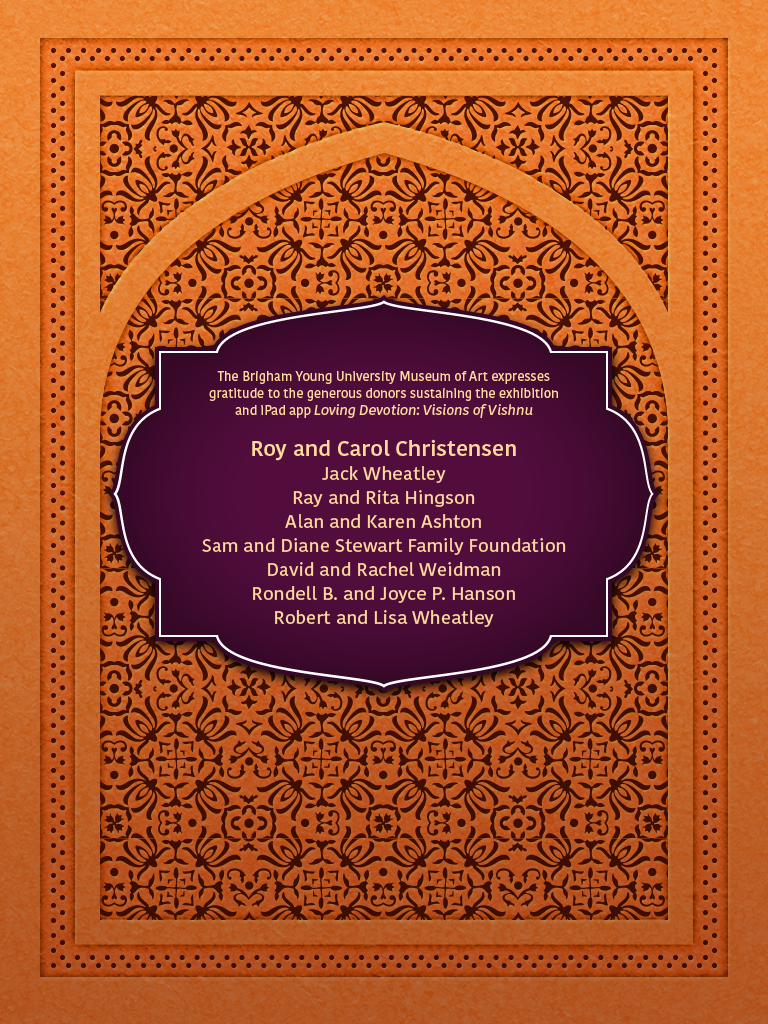 The Brigham Young University Museum of Art expresses
gratitude to the generous donors sustaining the exhibition
and iPad app Loving Devotion: Visions of Vishnu
Roy and Carol Christensen
Jack Wheatley
Ray and Rita Hingson
Alan and Karen Ashton
Sam and Diane Stewart Family Foundation
David and Rachel Weidman
Rondell B. and Joyce P. Hanson
Robert and Lisa Wheatley